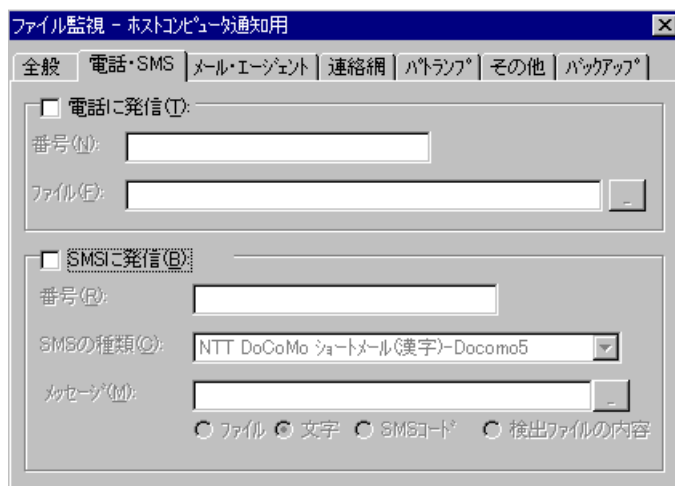 ファイル監視 - ホストコンピュータ通知用
全般 電話・SMS メール・エージェント 連絡網 パトランプ その他 バックアップ
電話に発信(T):
番号(N):
ファイル(F):
SMSに発信(B):
番号(R):
SMSの種類(C): NTT DoCoMo ショートメール(漢字)-Docomo5
メッセージ(M):
ファイル 文字 SMSコード 検出ファイルの内容